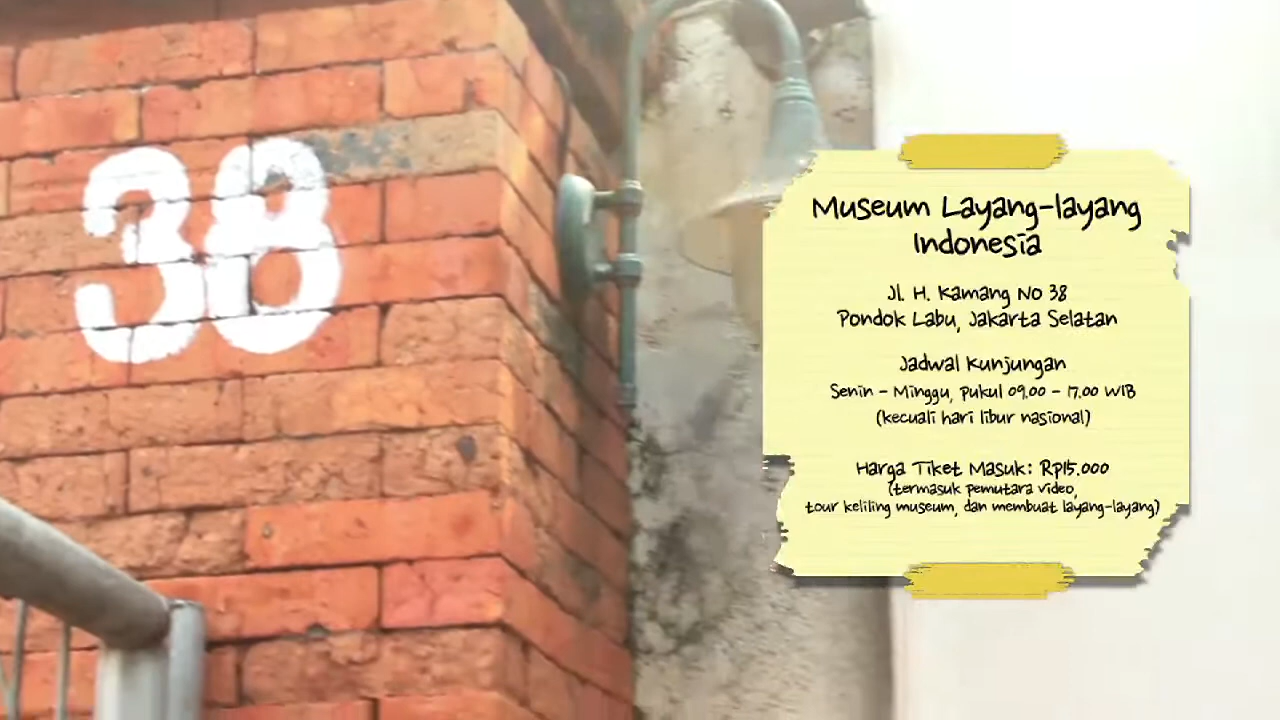 38
Museum Layang-layang
Indonesia
Jl. H. Kamang No 38
Pondok Labu, Jakarta Selatan
Jadwal Kunjungan
Senin - Minggu, pukul 09.00 - 17.00 WIB
(kecuali hari libur nasional)
Harga Tiket Masuk: Rp15.000
(termasuk pemutara video,
tour keliling museum, dan membuat layang-layang)